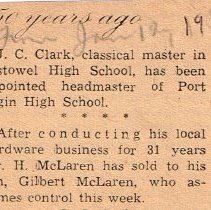 50 years ago
Jan 19
J. C. Clark, classical master in
stowel High School, has been
pointed headmaster of Port
gin High School.
* * * *
After conducting his local
rdware business for 31 years
r. H. McLaren has sold to his
n, Gilbert McLaren, who as-
mes control this week.